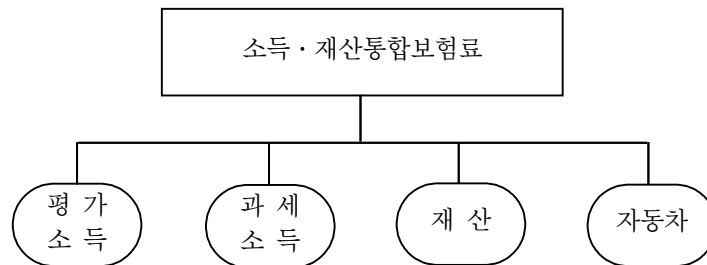 소득·재산통합보험료
평 가
소 득
과 세
소 득
재 산
자동차